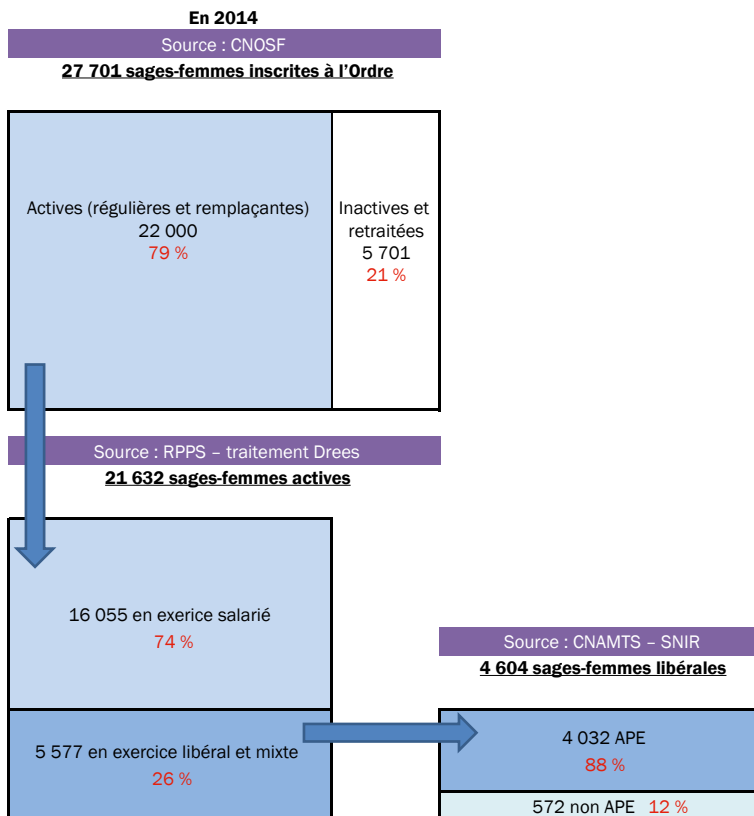 En 2014
Source : CNOSF
27 701 sages-femmes inscrites à l'Ordre
Actives (régulières et remplaçantes)
22 000
79 %
Inactives et
retraitées
5 701
21 %
Source : RPPS – traitement Drees
21 632 sages-femmes actives
16 055 en exerice salarié
74 %
5 577 en exercice libéral et mixte
26 %
Source : CNAMTS – SNIR
4 604 sages-femmes libérales
4 032 APE
88 %
572 non APE 12 %